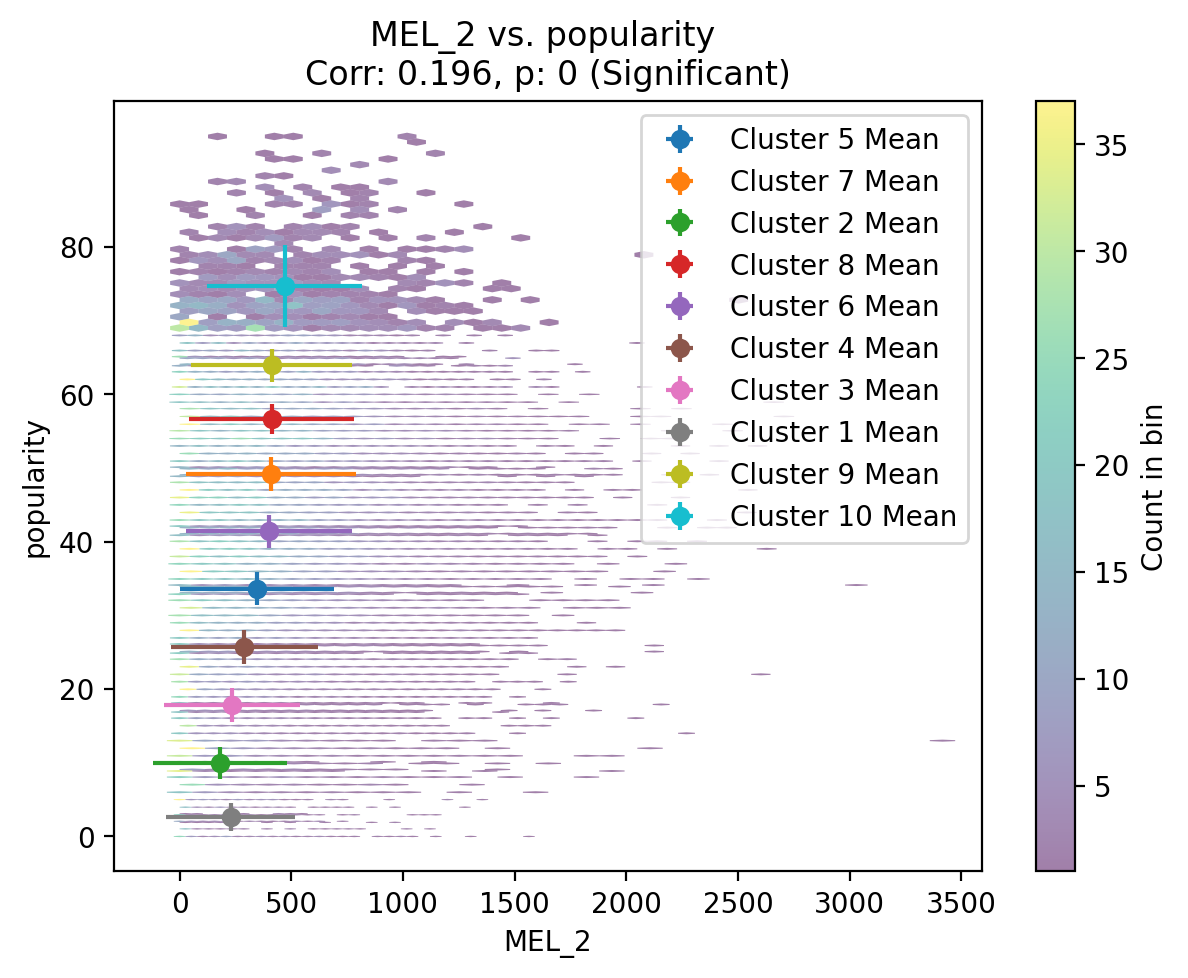 MEL_2 vs. popularity
Corr: 0.196, p: 0 (Significant)
Cluster 5 Mean
Cluster 7 Mean
Cluster 2 Mean
Cluster 8 Mean
Cluster 6 Mean
Cluster 4 Mean
Cluster 3 Mean
Cluster 1 Mean
Cluster 9 Mean
Cluster 10 Mean
popularity
80
60
40
20
0
0 500 1000 1500 2000 2500 3000 3500
MEL_2
35
30
25
20
15
10
5
Count in bin